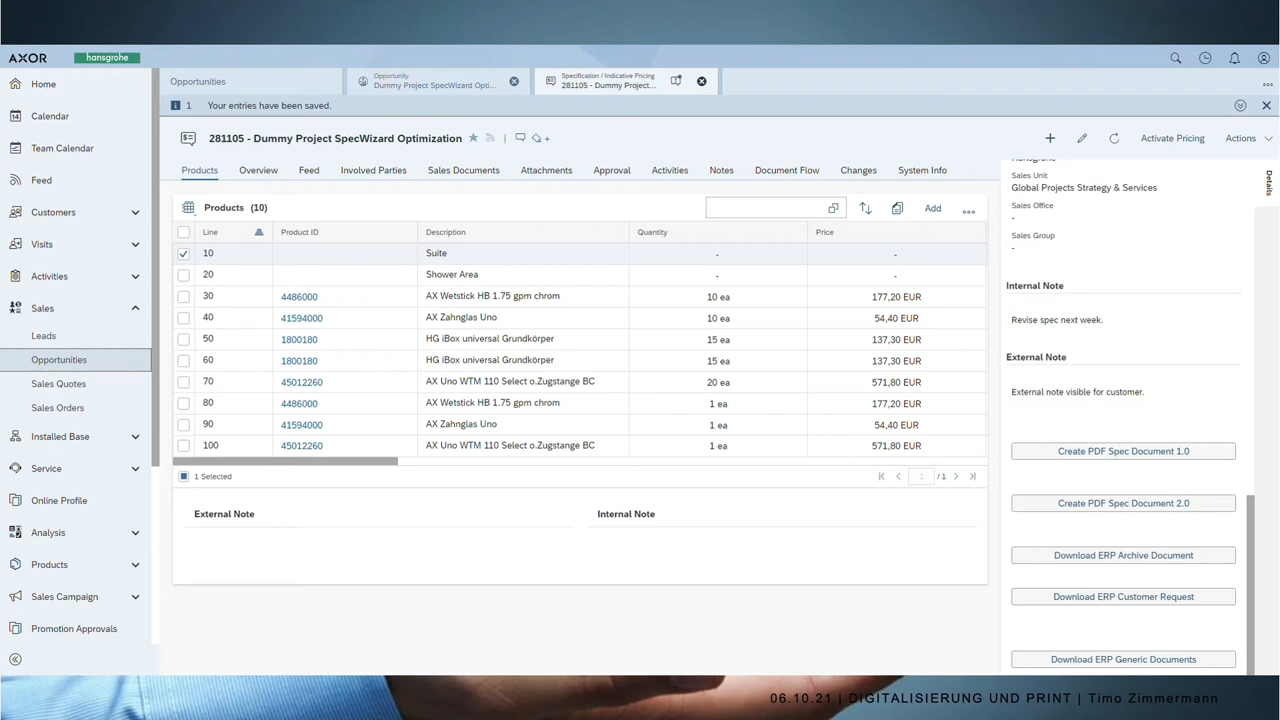 AXOR hansgrohe
Home
Calendar
Team Calendar
Feed
Customers
Visits
Activities
Sales
Leads
Opportunities
Sales Quotes
Sales Orders
Installed Base
Service
Online Profile
Analysis
Products
Sales Campaign
Promotion Approvals
Opportunities
Opportunity
Dummy Project SpecWizard Opti...
Specification / Indicative Pricing
281105 - Dummy Project...
1 Your entries have been saved.
281105 - Dummy Project SpecWizard Optimization
Activate Pricing Actions
Products Overview Feed Involved Parties Sales Documents Attachments Approval Activities Notes Document Flow Changes System Info
Products (10)
Add
Line Product ID Description Quantity Price
10 Suite - -
20 Shower Area - -
30 4486000 AX Wetstick HB 1.75 gpm chrom 10 ea 177,20 EUR
40 41594000 AX Zahnglas Uno 10 ea 54,40 EUR
50 1800180 HG iBox universal Grundkörper 15 ea 137,30 EUR
60 1800180 HG iBox universal Grundkörper 15 ea 137,30 EUR
70 45012260 AX Uno WTM 110 Select o.Zugstange BC 20 ea 571,80 EUR
80 4486000 AX Wetstick HB 1.75 gpm chrom 1 ea 177,20 EUR
90 41594000 AX Zahnglas Uno 1 ea 54,40 EUR
100 45012260 AX Uno WTM 110 Select o.Zugstange BC 1 ea 571,80 EUR
1 Selected
1 / 1
External Note
Internal Note
Details
Hansgrohe
Sales Unit
Global Projects Strategy & Services
Sales Office
-
Sales Group
-
Internal Note
Revise spec next week.
External Note
External note visible for customer.
Create PDF Spec Document 1.0
Create PDF Spec Document 2.0
Download ERP Archive Document
Download ERP Customer Request
Download ERP Generic Documents
06.10.21 | DIGITALISIERUNG UND PRINT | Timo Zimmermann